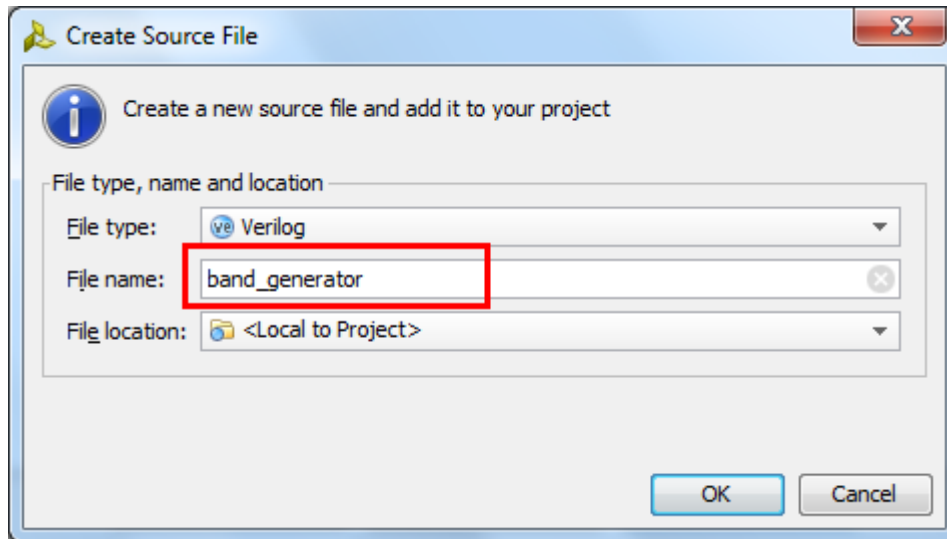 Create Source File
Create a new source file and add it to your project
File type, name and location
File type: ve Verilog
File name: band_generator
File location: <Local to Project>
OK Cancel